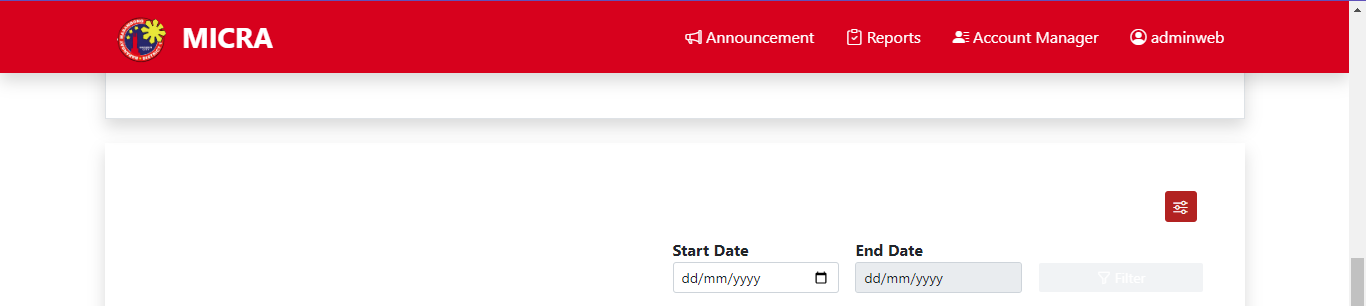 MICRA
Announcement Reports Account Manager adminweb
Start Date End Date
dd/mm/yyyy dd/mm/yyyy Filter